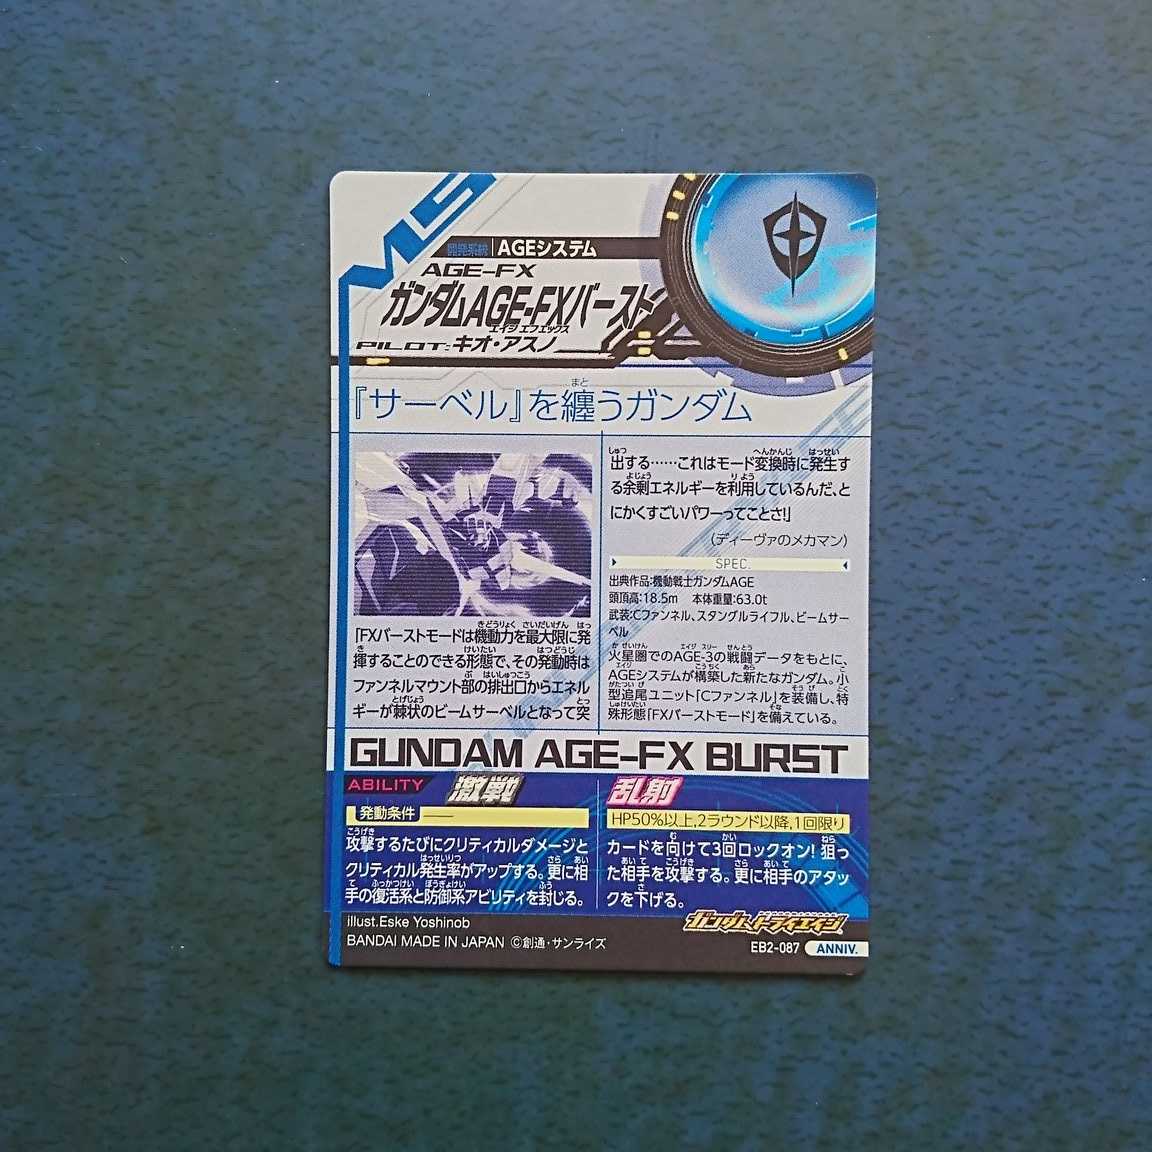 MS
開発系統 AGEシステム
AGE-FX
ガンダムAGE-FXバースト
エイジ エフエックス
PILOT: キオ・アスノ
『サーベル』を纏うガンダム
まと
「FXバーストモードは機動力を最大限に発
揮することのできる形態で、その発動時は
ファンネルマウント部の排出口からエネル
ギーが棘状のビームサーベルとなって突
出する……これはモード変換時に発生す
る余剰エネルギーを利用しているんだ、と
にかくすごいパワーってことさ!」
(ディーヴァのメカマン)
SPEC.
出典作品:機動戦士ガンダムAGE
頭頂高:18.5m 本体重量:63.0t
武装:Cファンネル、スタングルライフル、ビームサー
ベル
火星圏でのAGE-3の戦闘データをもとに、
AGEシステムが構築した新たなガンダム。小
型追尾ユニット「Cファンネル」を装備し、特
殊形態「FXバーストモード」を備えている。
GUNDAM AGE-FX BURST
ABILITY 激戦
発動条件 ——
攻撃するたびにクリティカルダメージと
クリティカル発生率がアップする。更に相
手の復活系と防御系アビリティを封じる。
乱射
HP50%以上,2ラウンド以降,1回限り
カードを向けて3回ロックオン! 狙っ
た相手を攻撃する。更に相手のアタッ
クを下げる。
illust.Eske Yoshinob
BANDAI MADE IN JAPAN ©創通・サンライズ
ガンダムトライエイジ
EB2-087 ANNIV.